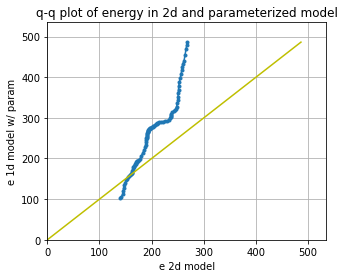 q-q plot of energy in 2d and parameterized model
500
400
300
200
100
0
e 1d model w/ param
0 100 200 300 400 500
e 2d model